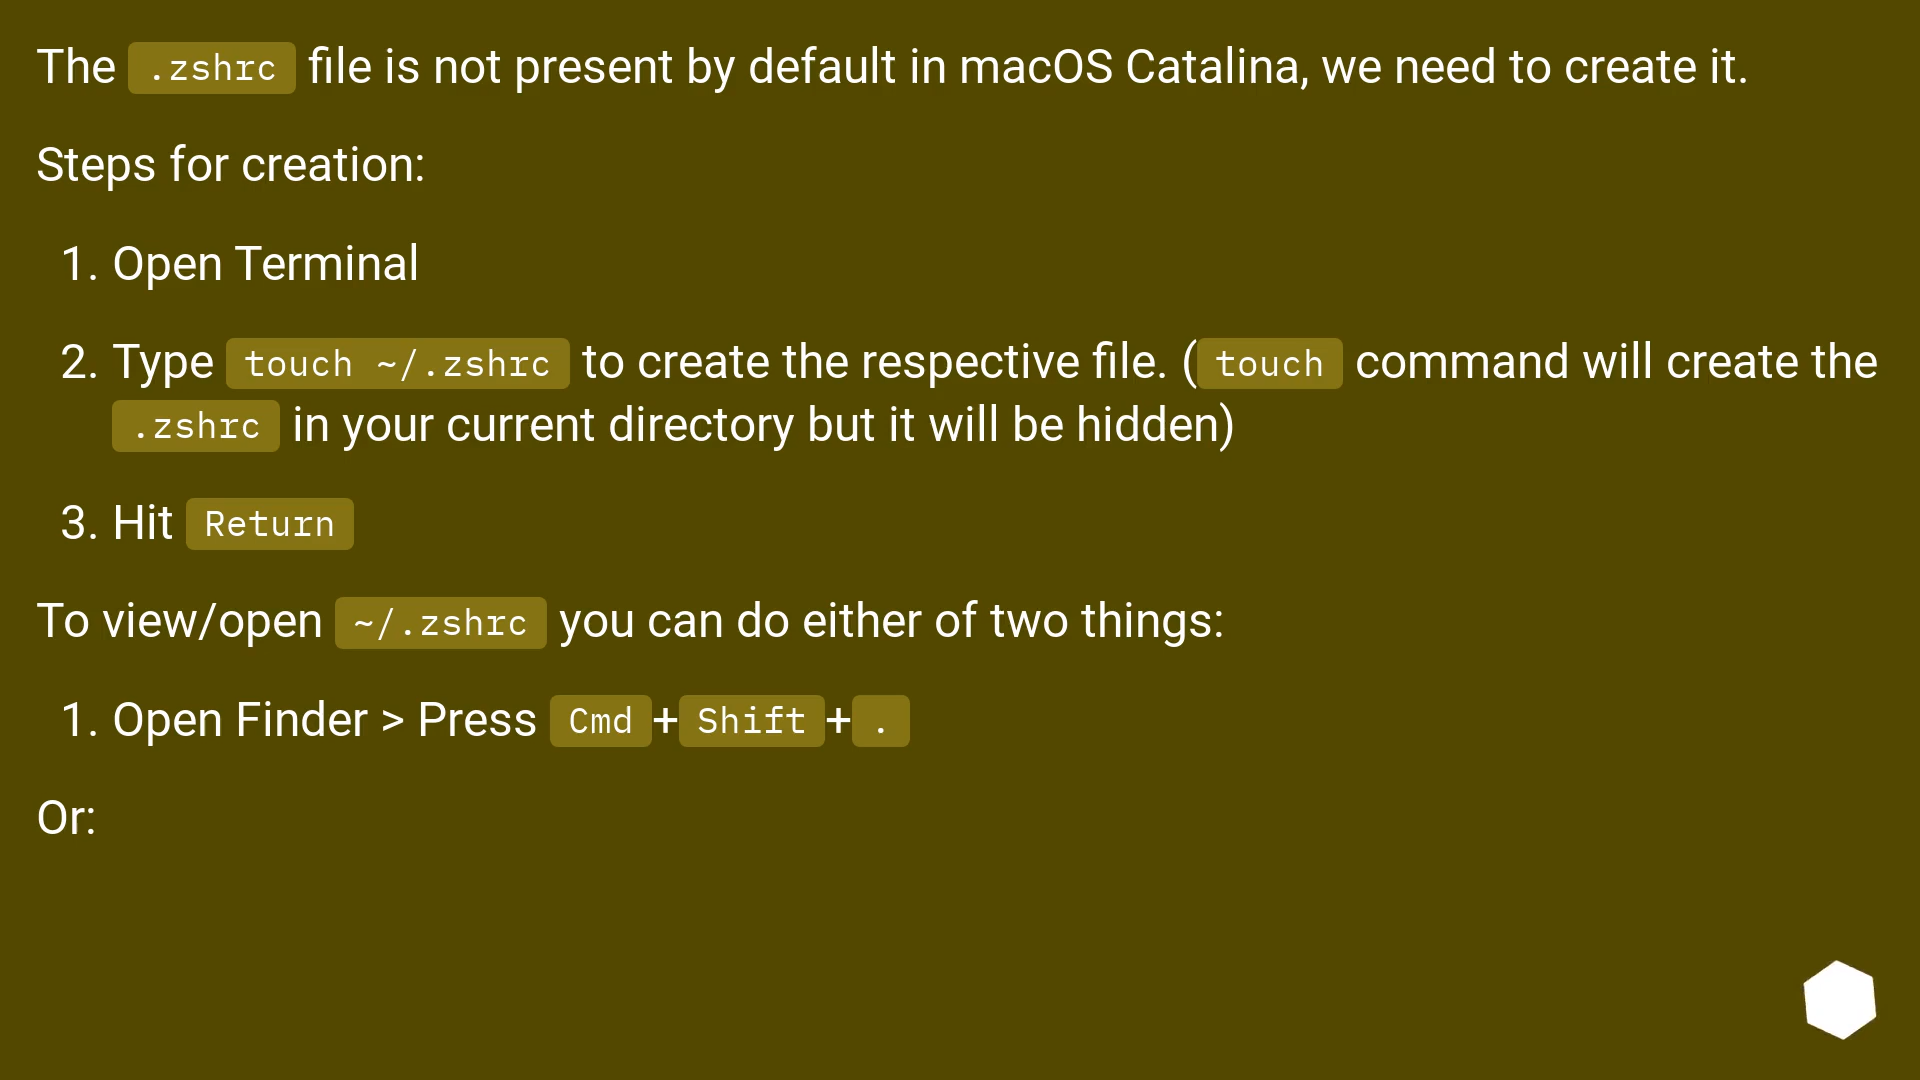 The .zshrc file is not present by default in macOS Catalina, we need to create it.
Steps for creation:
1. Open Terminal
2. Type touch ~/.zshrc to create the respective file. (touch command will create the
.zshrc in your current directory but it will be hidden)
3. Hit Return
To view/open ~/.zshrc you can do either of two things:
1. Open Finder > Press Cmd+Shift+.
Or: